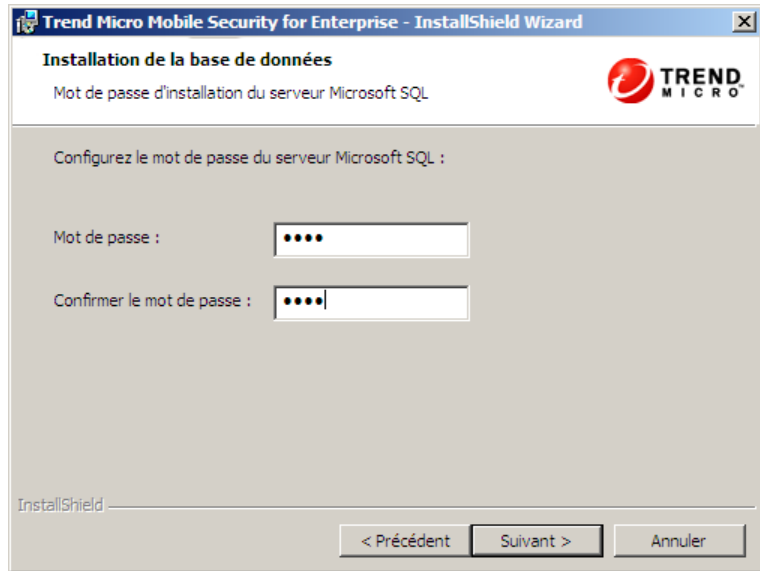 Trend Micro Mobile Security for Enterprise - InstallShield Wizard
Installation de la base de données
Mot de passe d'installation du serveur Microsoft SQL
TREND
MICRO
Configurez le mot de passe du serveur Microsoft SQL :
Mot de passe : ••••
Confirmer le mot de passe : ••••
InstallShield
< Précédent Suivant > Annuler